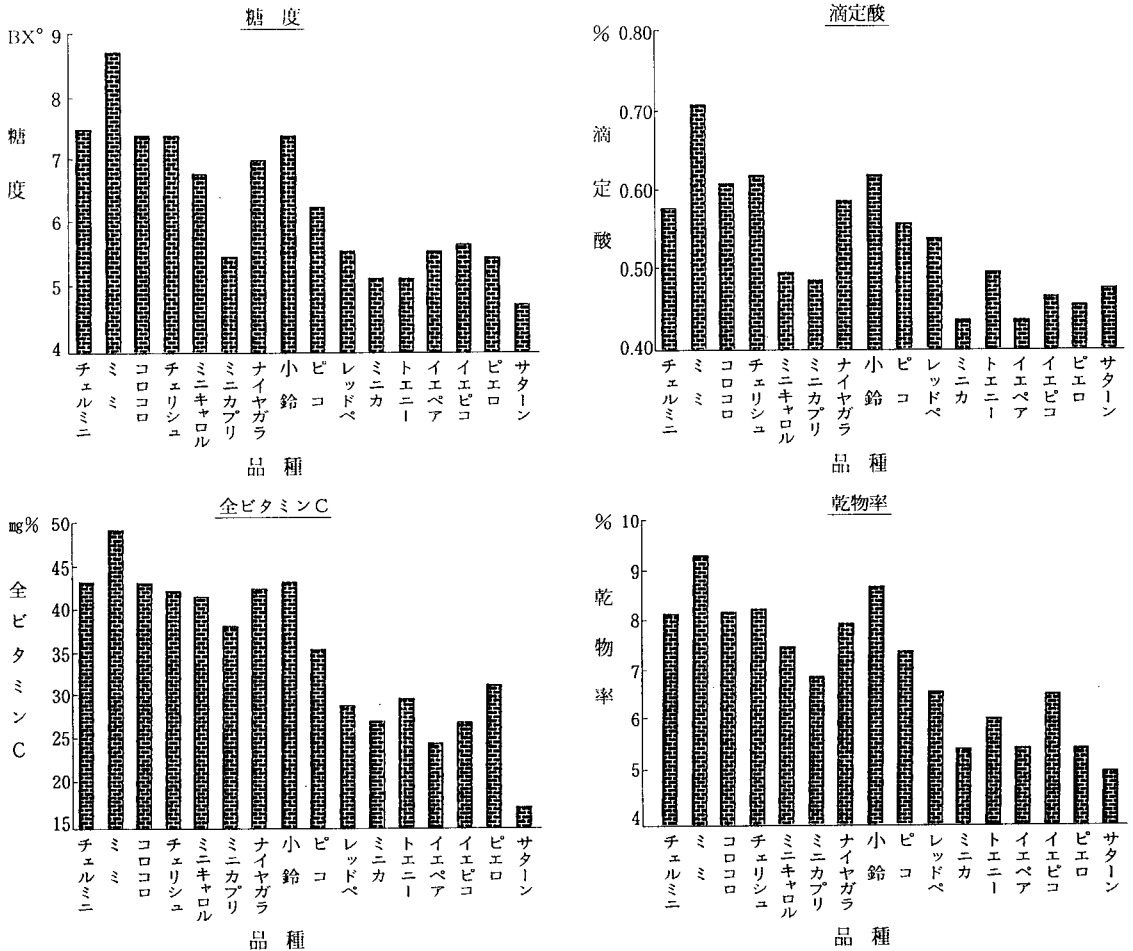 糖度
BX°
9
8
7
6
5
4
糖度
チェルミニ
ミミ
コロコロ
チェリシュ
ミニキャロル
ミニカプリ
ナイヤガラ
小鈴
ピコ
レッドペ
ミニカ
トエニー
イエペア
イエピコ
ピエロ
サターン
品種
滴定酸
%
0.80
0.70
0.60
0.50
0.40
滴定酸
チェルミニ
ミミ
コロコロ
チェリシュ
ミニキャロル
ミニカプリ
ナイヤガラ
小鈴
ピコ
レッドペ
ミニカ
トエニー
イエペア
イエピコ
ピエロ
サターン
品種
全ビタミンC
mg%
50
45
40
35
30
25
20
15
全ビタミンC
チェルミニ
ミミ
コロコロ
チェリシュ
ミニキャロル
ミニカプリ
ナイヤガラ
小鈴
ピコ
レッドペ
ミニカ
トエニー
イエペア
イエピコ
ピエロ
サターン
品種
乾物率
%
10
9
8
7
6
5
4
乾物率
チェルミニ
ミミ
コロコロ
チェリシュ
ミニキャロル
ミニカプリ
ナイヤガラ
小鈴
ピコ
レッドペ
ミニカ
トエニー
イエペア
イエピコ
ピエロ
サターン
品種